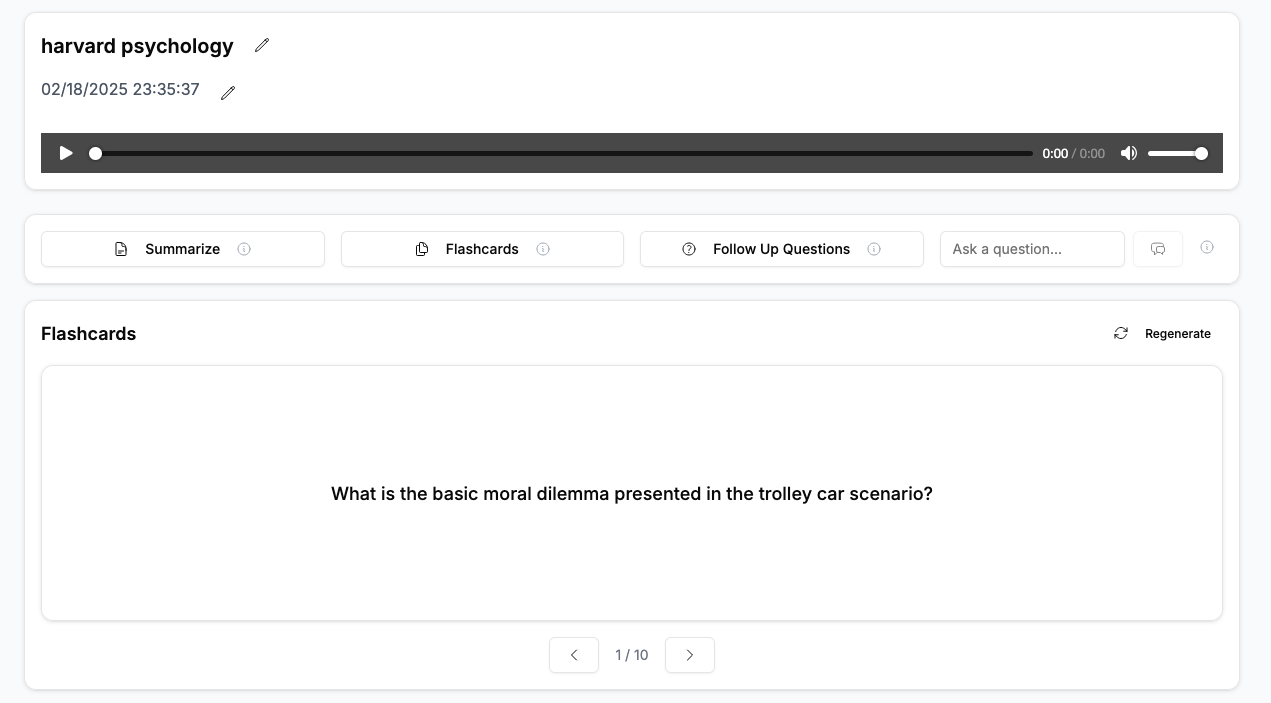 harvard psychology
02/18/2025 23:35:37
0:00 / 0:00
Summarize
Flashcards
Follow Up Questions
Ask a question...
Flashcards
Regenerate
What is the basic moral dilemma presented in the trolley car scenario?
1 / 10